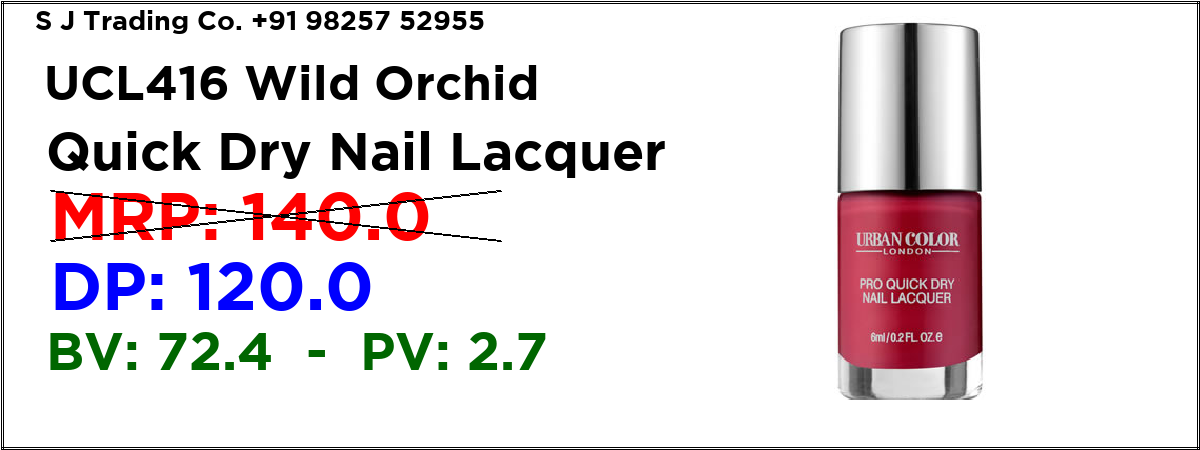 S J Trading Co. +91 98257 52955
UCL416 Wild Orchid
Quick Dry Nail Lacquer
MRP: 140.0
DP: 120.0
BV: 72.4 - PV: 2.7
URBAN COLOR
LONDON
PRO QUICK DRY
NAIL LACQUER
6ml/0.2 FL. OZ.e